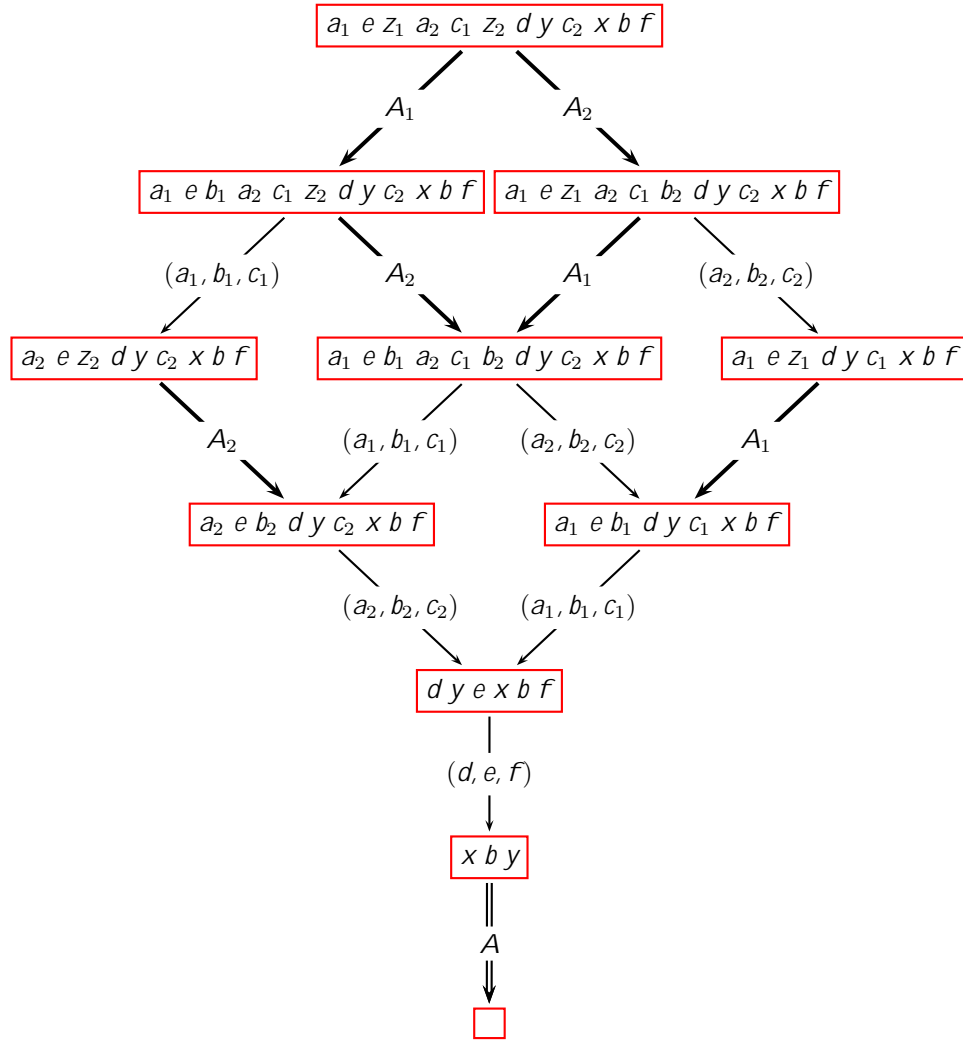 a₁ e z₁ a₂ c₁ z₂ d y c₂ x b f
A₁ A₂
a₁ e b₁ a₂ c₁ z₂ d y c₂ x b f a₁ e z₁ a₂ c₁ b₂ d y c₂ x b f
(a₁, b₁, c₁) A₂ A₁ (a₂, b₂, c₂)
a₂ e z₂ d y c₂ x b f a₁ e b₁ a₂ c₁ b₂ d y c₂ x b f a₁ e z₁ d y c₁ x b f
A₂ (a₁, b₁, c₁) (a₂, b₂, c₂) A₁
a₂ e b₂ d y c₂ x b f a₁ e b₁ d y c₁ x b f
(a₂, b₂, c₂) (a₁, b₁, c₁)
d y e x b f
(d, e, f)
x b y
A